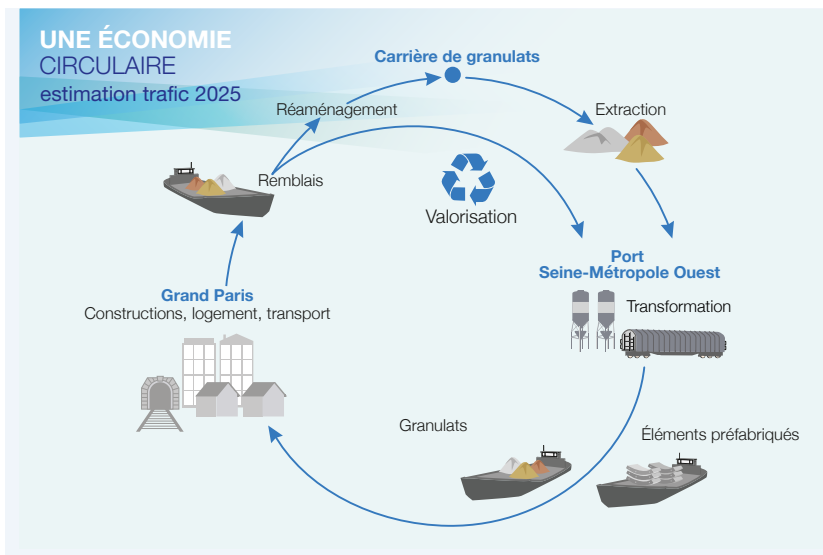 UNE ÉCONOMIE
CIRCULAIRE
estimation trafic 2025
Carrière de granulats
Réaménagement
Extraction
Remblais
Valorisation
Port
Seine-Métropole Ouest
Transformation
Grand Paris
Constructions, logement, transport
Granulats
Éléments préfabriqués